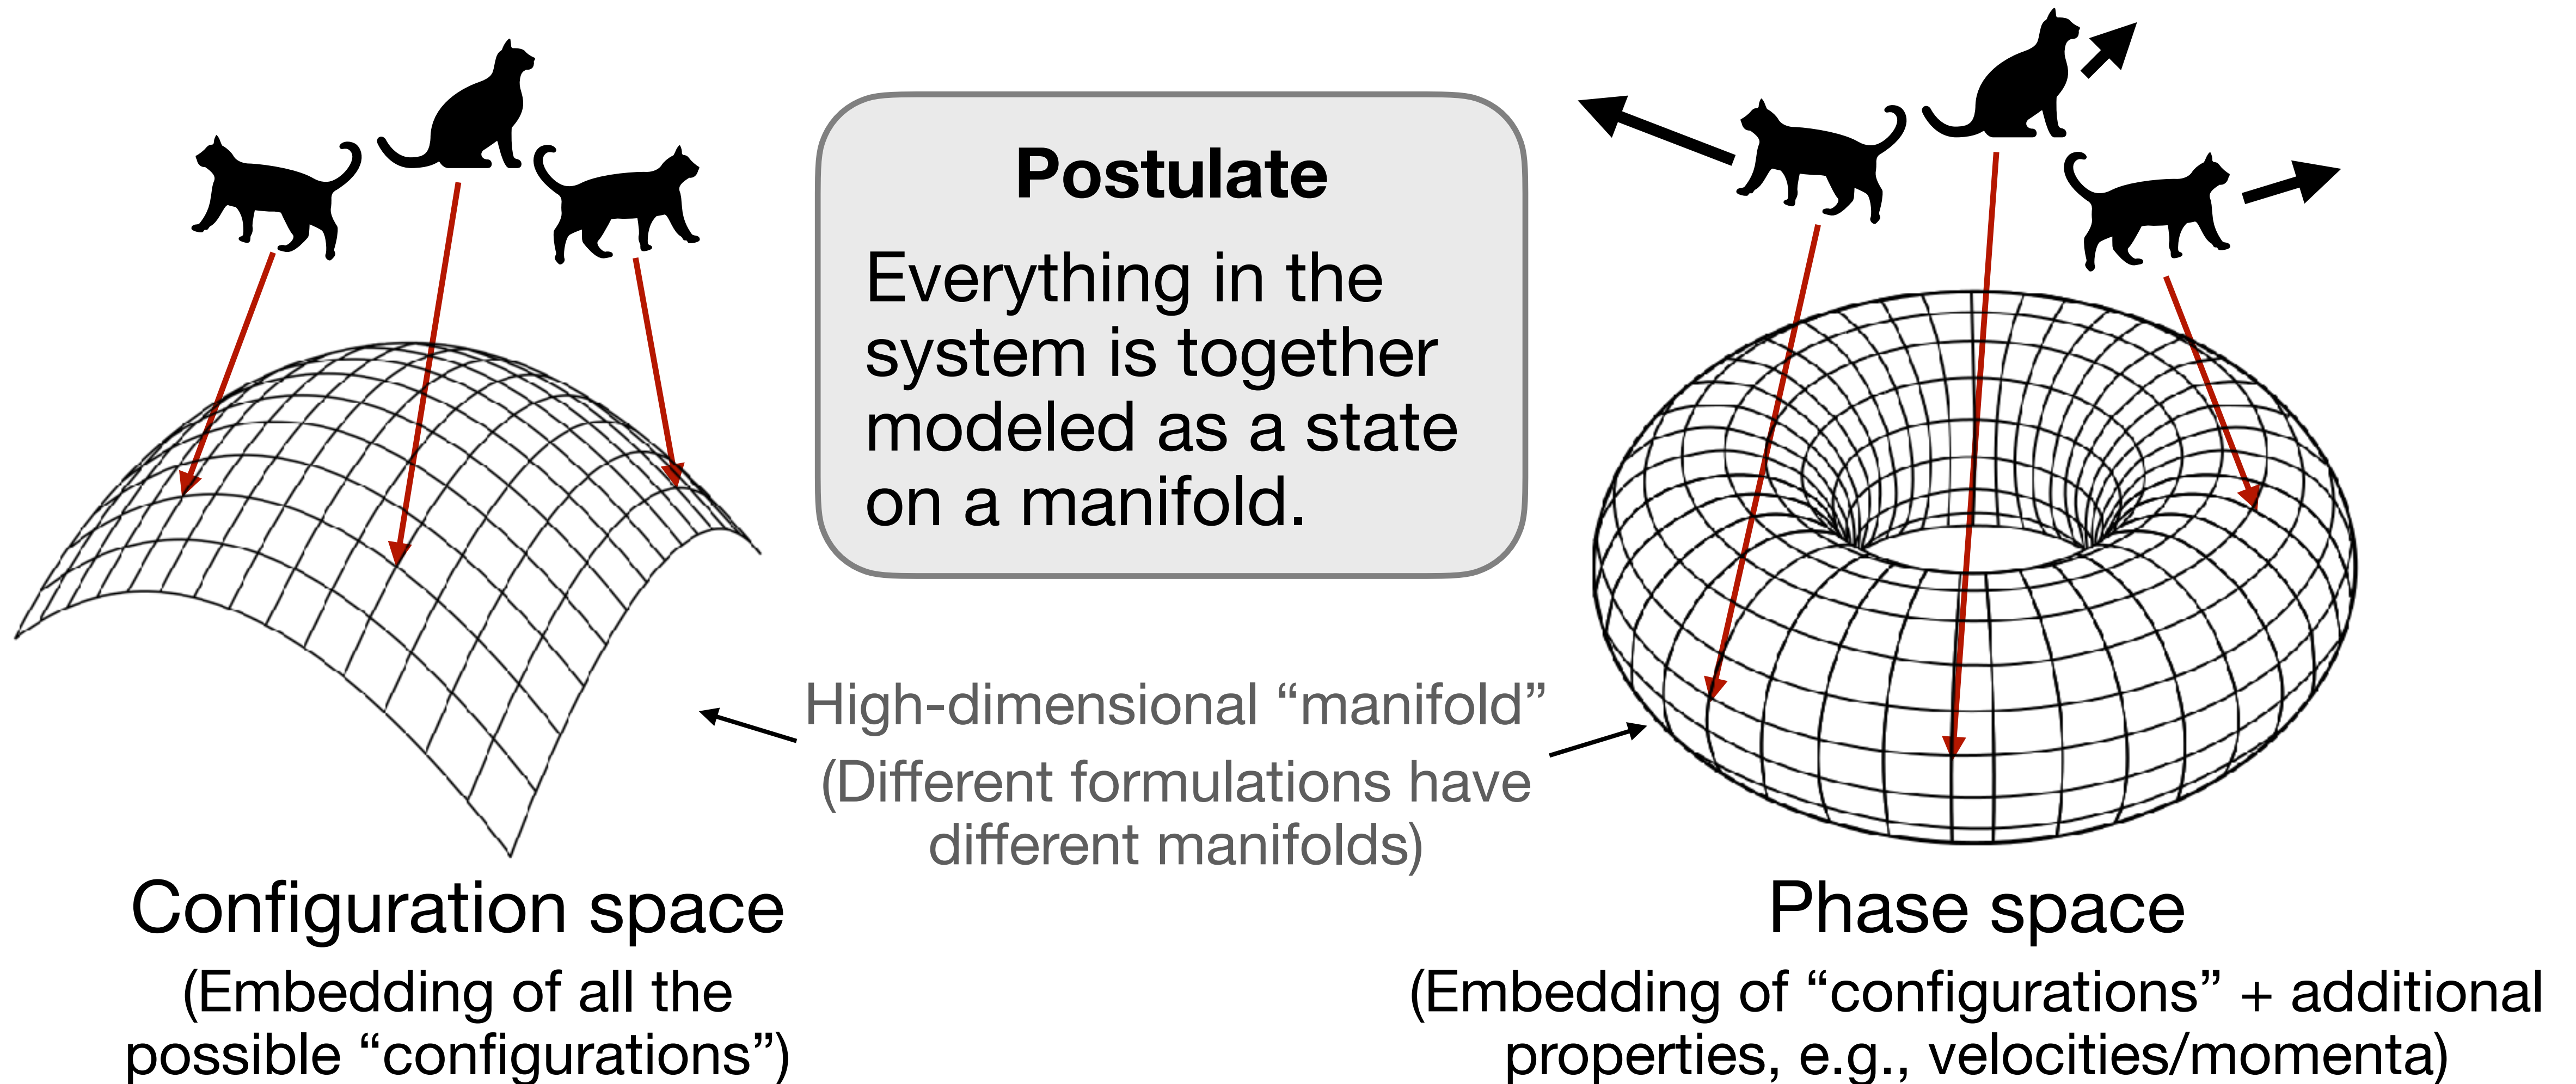 Postulate
Everything in the
system is together
modeled as a state
on a manifold.
High-dimensional “manifold”
(Different formulations have
different manifolds)
Configuration space
(Embedding of all the
possible “configurations”)
Phase space
(Embedding of “configurations” + additional
properties, e.g., velocities/momenta)